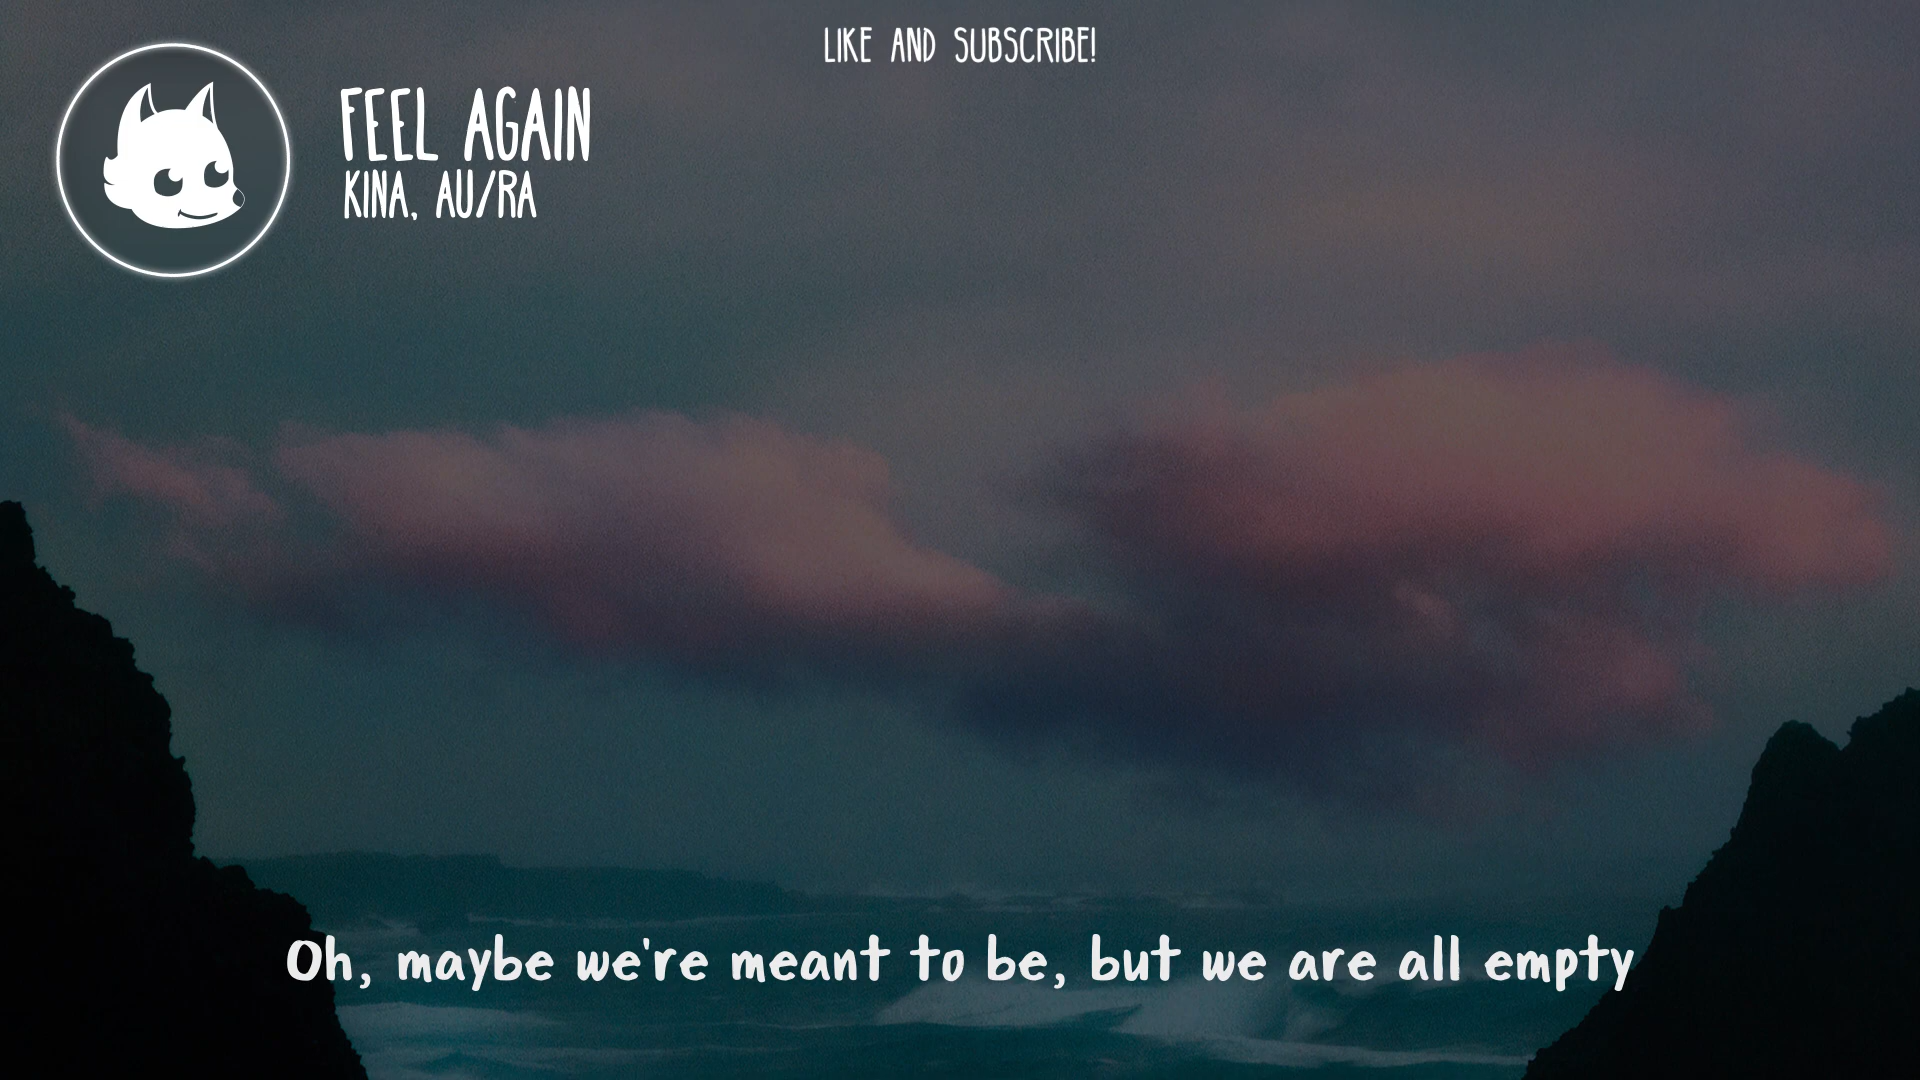 LIKE AND SUBSCRIBE!
FEEL AGAIN
KINA, AU/RA
Oh, maybe we're meant to be, but we are all empty